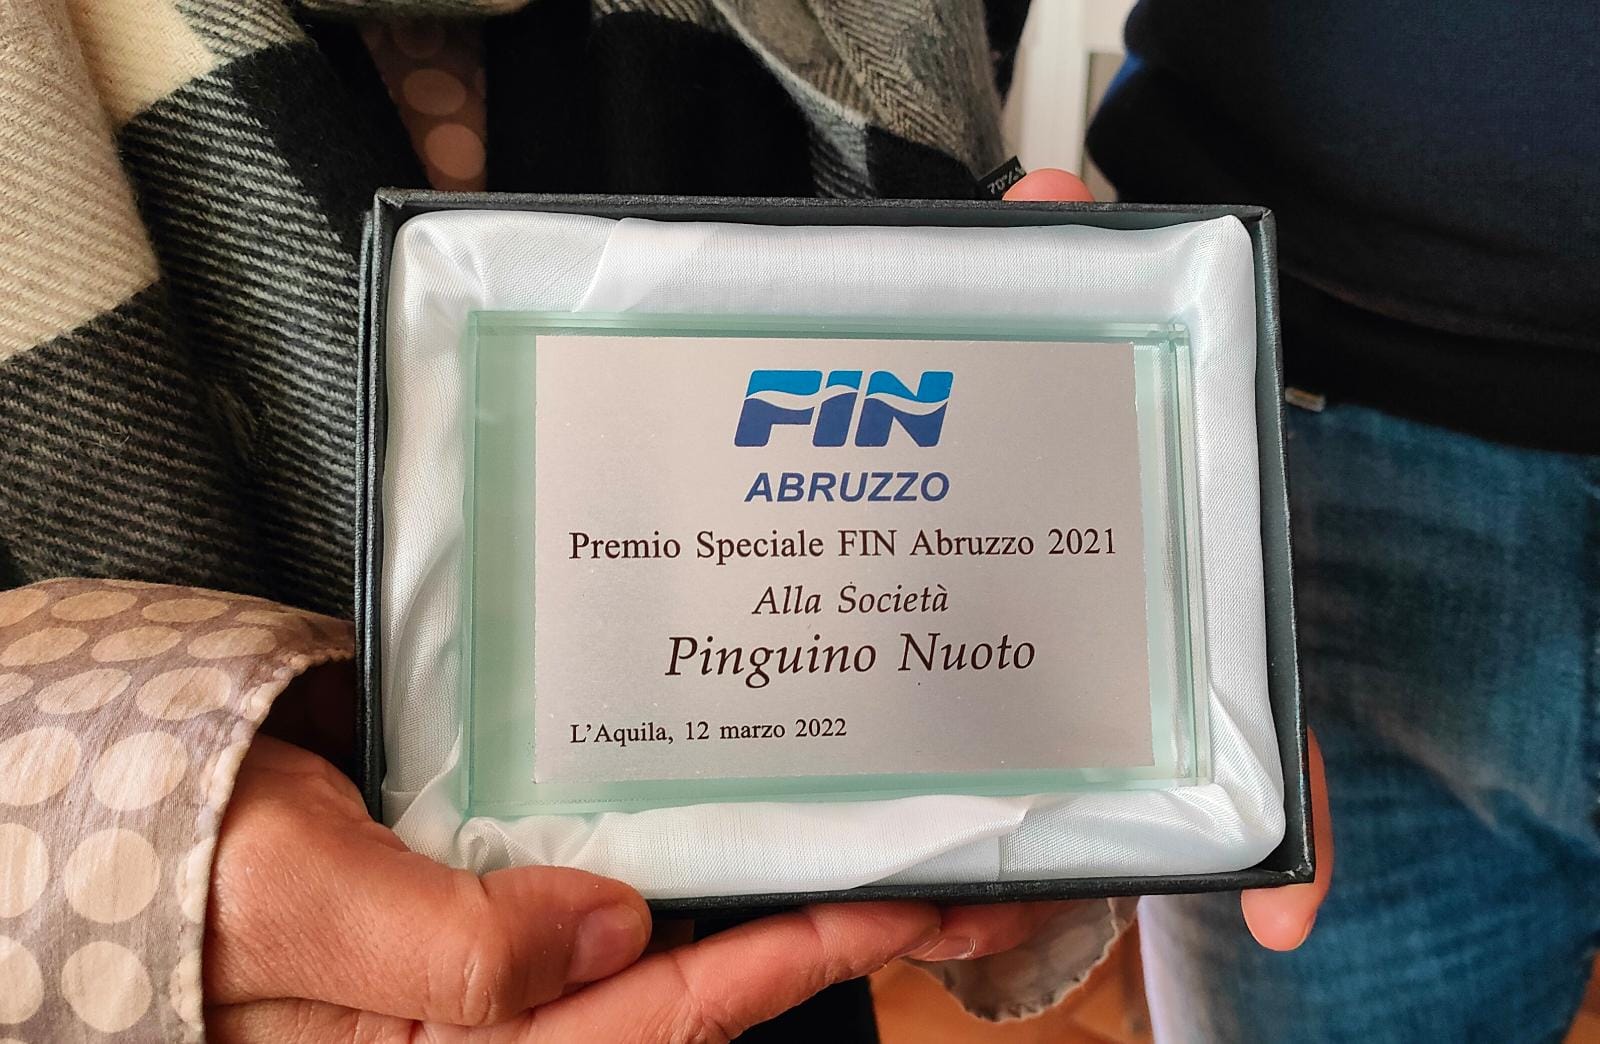 FIN
ABRUZZO
Premio Speciale FIN Abruzzo 2021
Alla Società
Pinguino Nuoto
L’Aquila, 12 marzo 2022